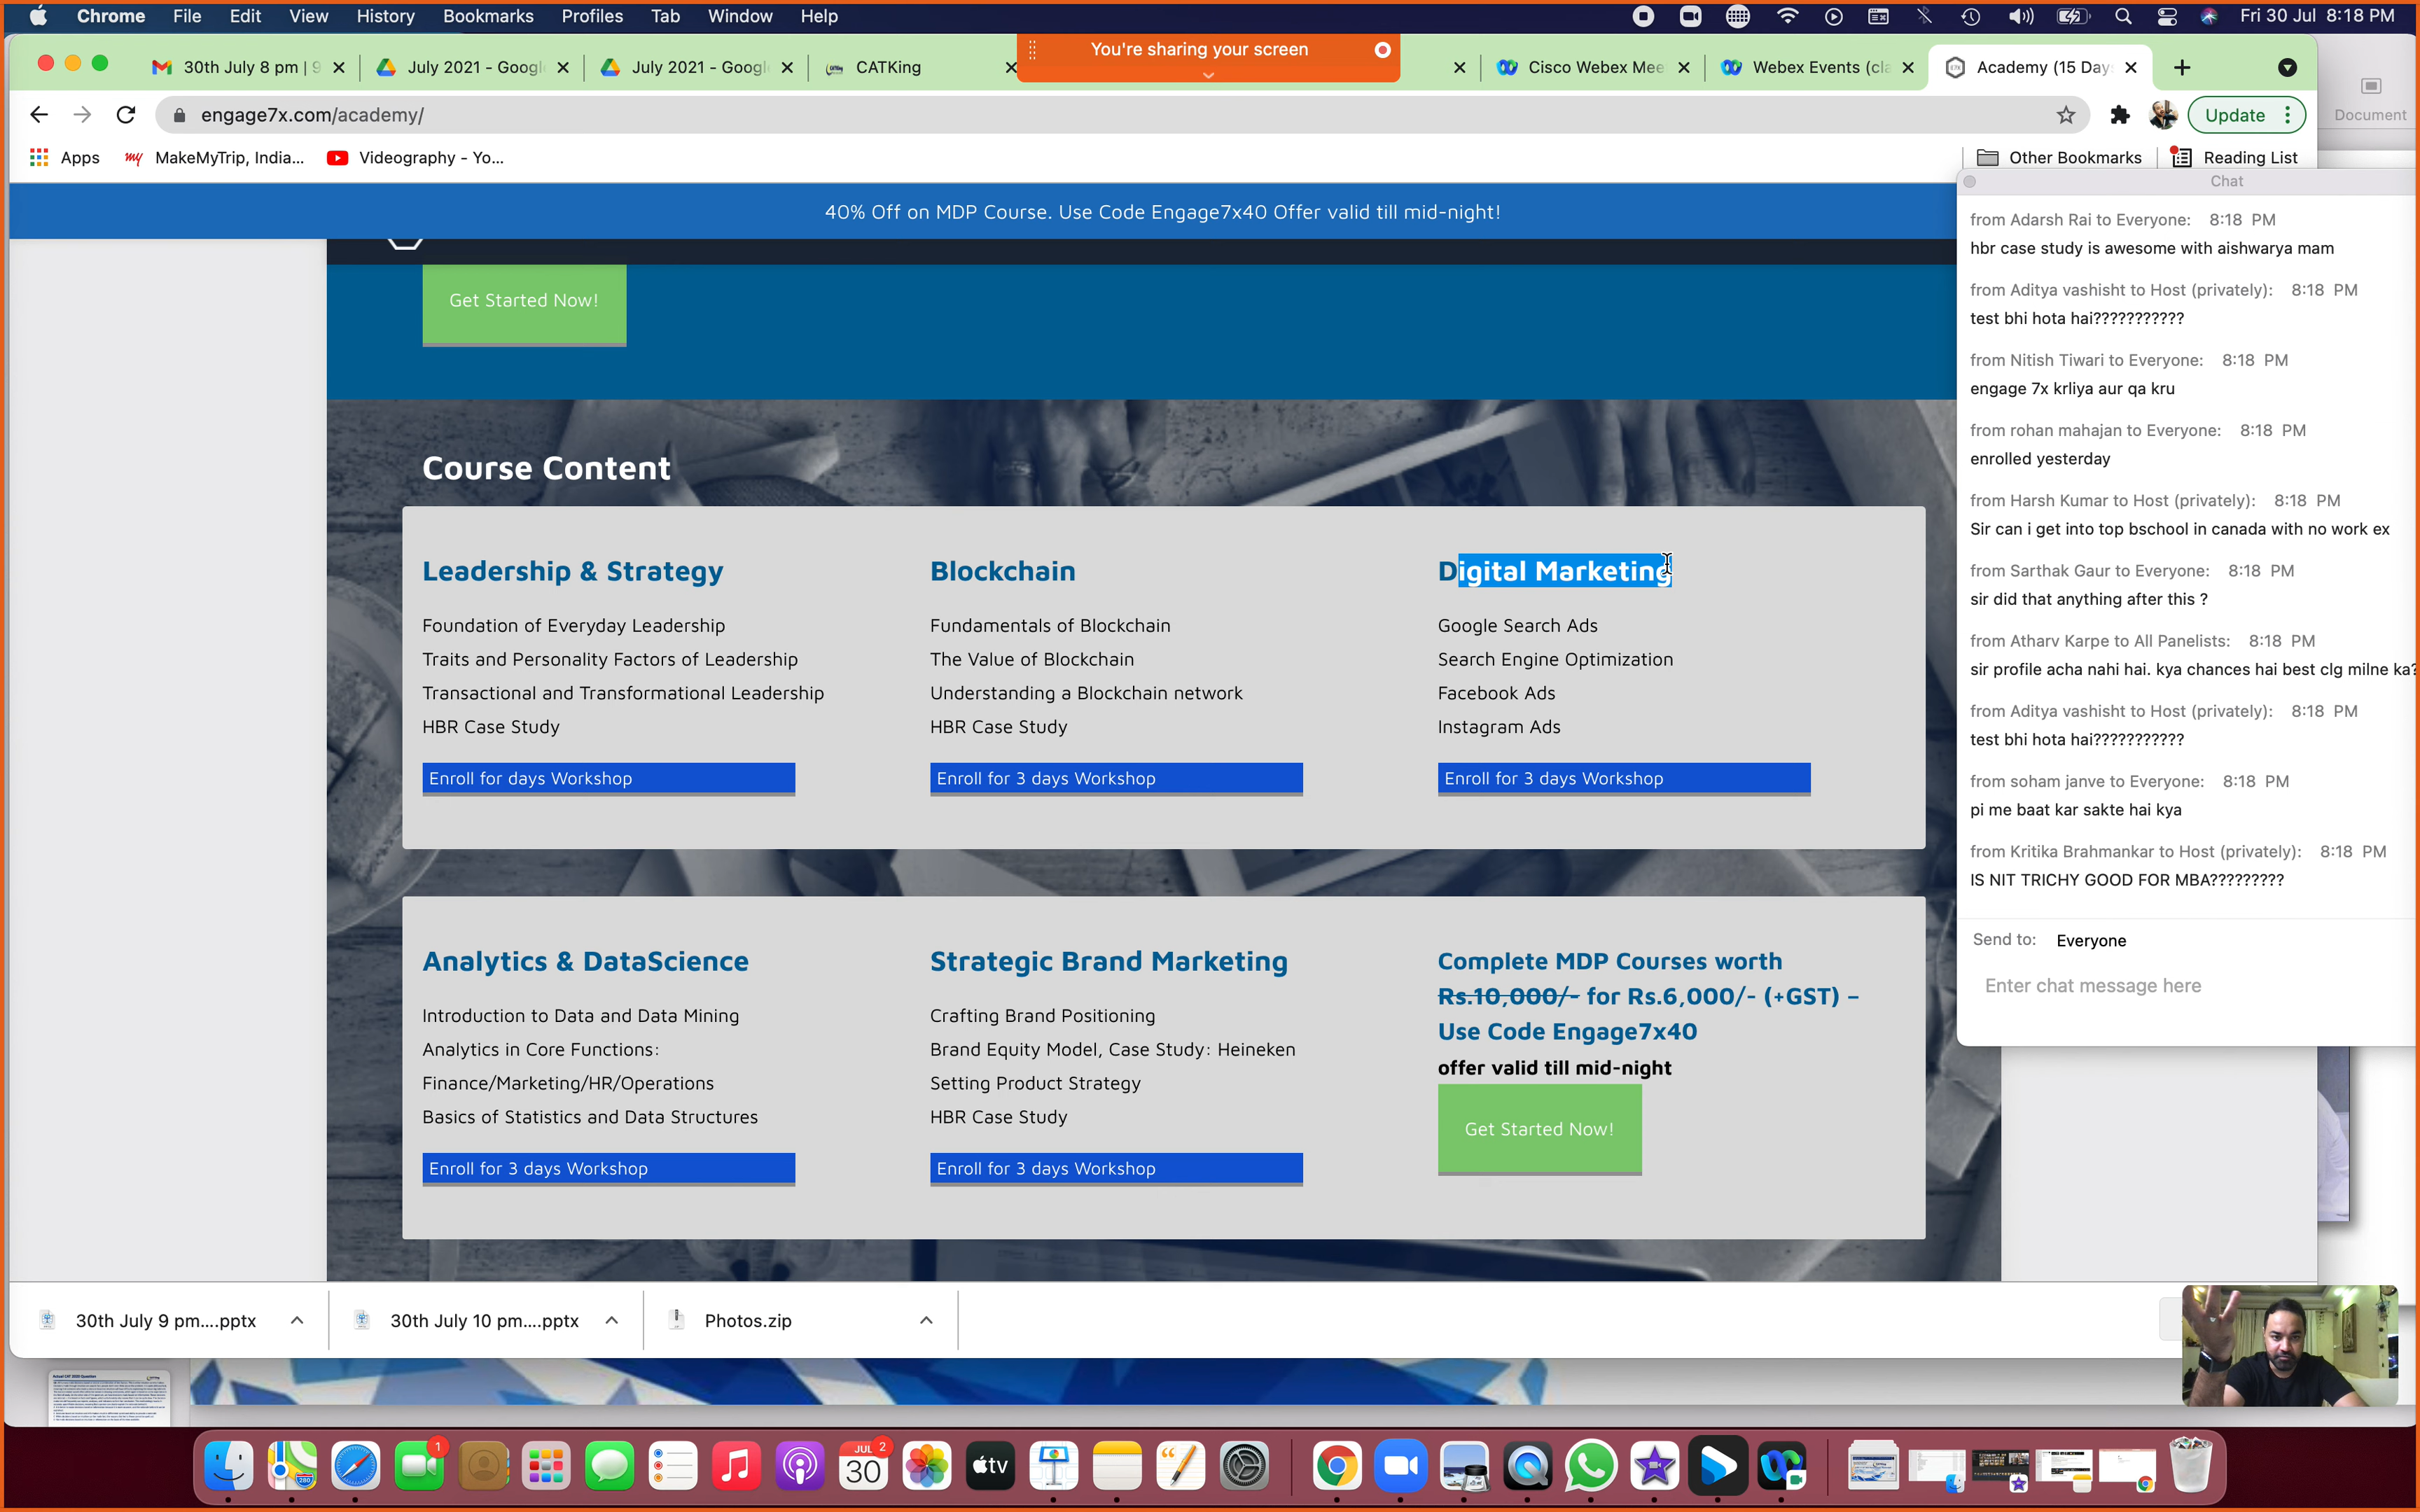 Chrome File Edit View History Bookmarks Profiles Tab Window Help
Fri 30 Jul 8:18 PM
You're sharing your screen
30th July 8 pm | 9
July 2021 - Googl
July 2021 - Googl
CATKing
Cisco Webex Mee
Webex Events (cla
Academy (15 Day
engage7x.com/academy/
Update
Document
Apps
MakeMyTrip, India...
Videography - Yo...
Other Bookmarks
Reading List
40% Off on MDP Course. Use Code Engage7x40 Offer valid till mid-night!
Get Started Now!
Course Content
Leadership & Strategy
Foundation of Everyday Leadership
Traits and Personality Factors of Leadership
Transactional and Transformational Leadership
HBR Case Study
Enroll for days Workshop
Blockchain
Fundamentals of Blockchain
The Value of Blockchain
Understanding a Blockchain network
HBR Case Study
Enroll for 3 days Workshop
Digital Marketing
Google Search Ads
Search Engine Optimization
Facebook Ads
Instagram Ads
Enroll for 3 days Workshop
Analytics & DataScience
Introduction to Data and Data Mining
Analytics in Core Functions:
Finance/Marketing/HR/Operations
Basics of Statistics and Data Structures
Enroll for 3 days Workshop
Strategic Brand Marketing
Crafting Brand Positioning
Brand Equity Model, Case Study: Heineken
Setting Product Strategy
HBR Case Study
Enroll for 3 days Workshop
Complete MDP Courses worth
Rs.10,000/- for Rs.6,000/- (+GST) –
Use Code Engage7x40
offer valid till mid-night
Get Started Now!
Chat
from Adarsh Rai to Everyone: 8:18 PM
hbr case study is awesome with aishwarya mam
from Aditya vashisht to Host (privately): 8:18 PM
test bhi hota hai???????????
from Nitish Tiwari to Everyone: 8:18 PM
engage 7x krliya aur qa kru
from rohan mahajan to Everyone: 8:18 PM
enrolled yesterday
from Harsh Kumar to Host (privately): 8:18 PM
Sir can i get into top bschool in canada with no work ex
from Sarthak Gaur to Everyone: 8:18 PM
sir did that anything after this ?
from Atharv Karpe to All Panelists: 8:18 PM
sir profile acha nahi hai. kya chances hai best clg milne ka?
from Aditya vashisht to Host (privately): 8:18 PM
test bhi hota hai???????????
from soham janve to Everyone: 8:18 PM
pi me baat kar sakte hai kya
from Kritika Brahmankar to Host (privately): 8:18 PM
IS NIT TRICHY GOOD FOR MBA?????????
Send to: Everyone
Enter chat message here
30th July 9 pm....pptx
30th July 10 pm....pptx
Photos.zip
Actual CAT 2020 Question
1
JUL
30
2
tv
280